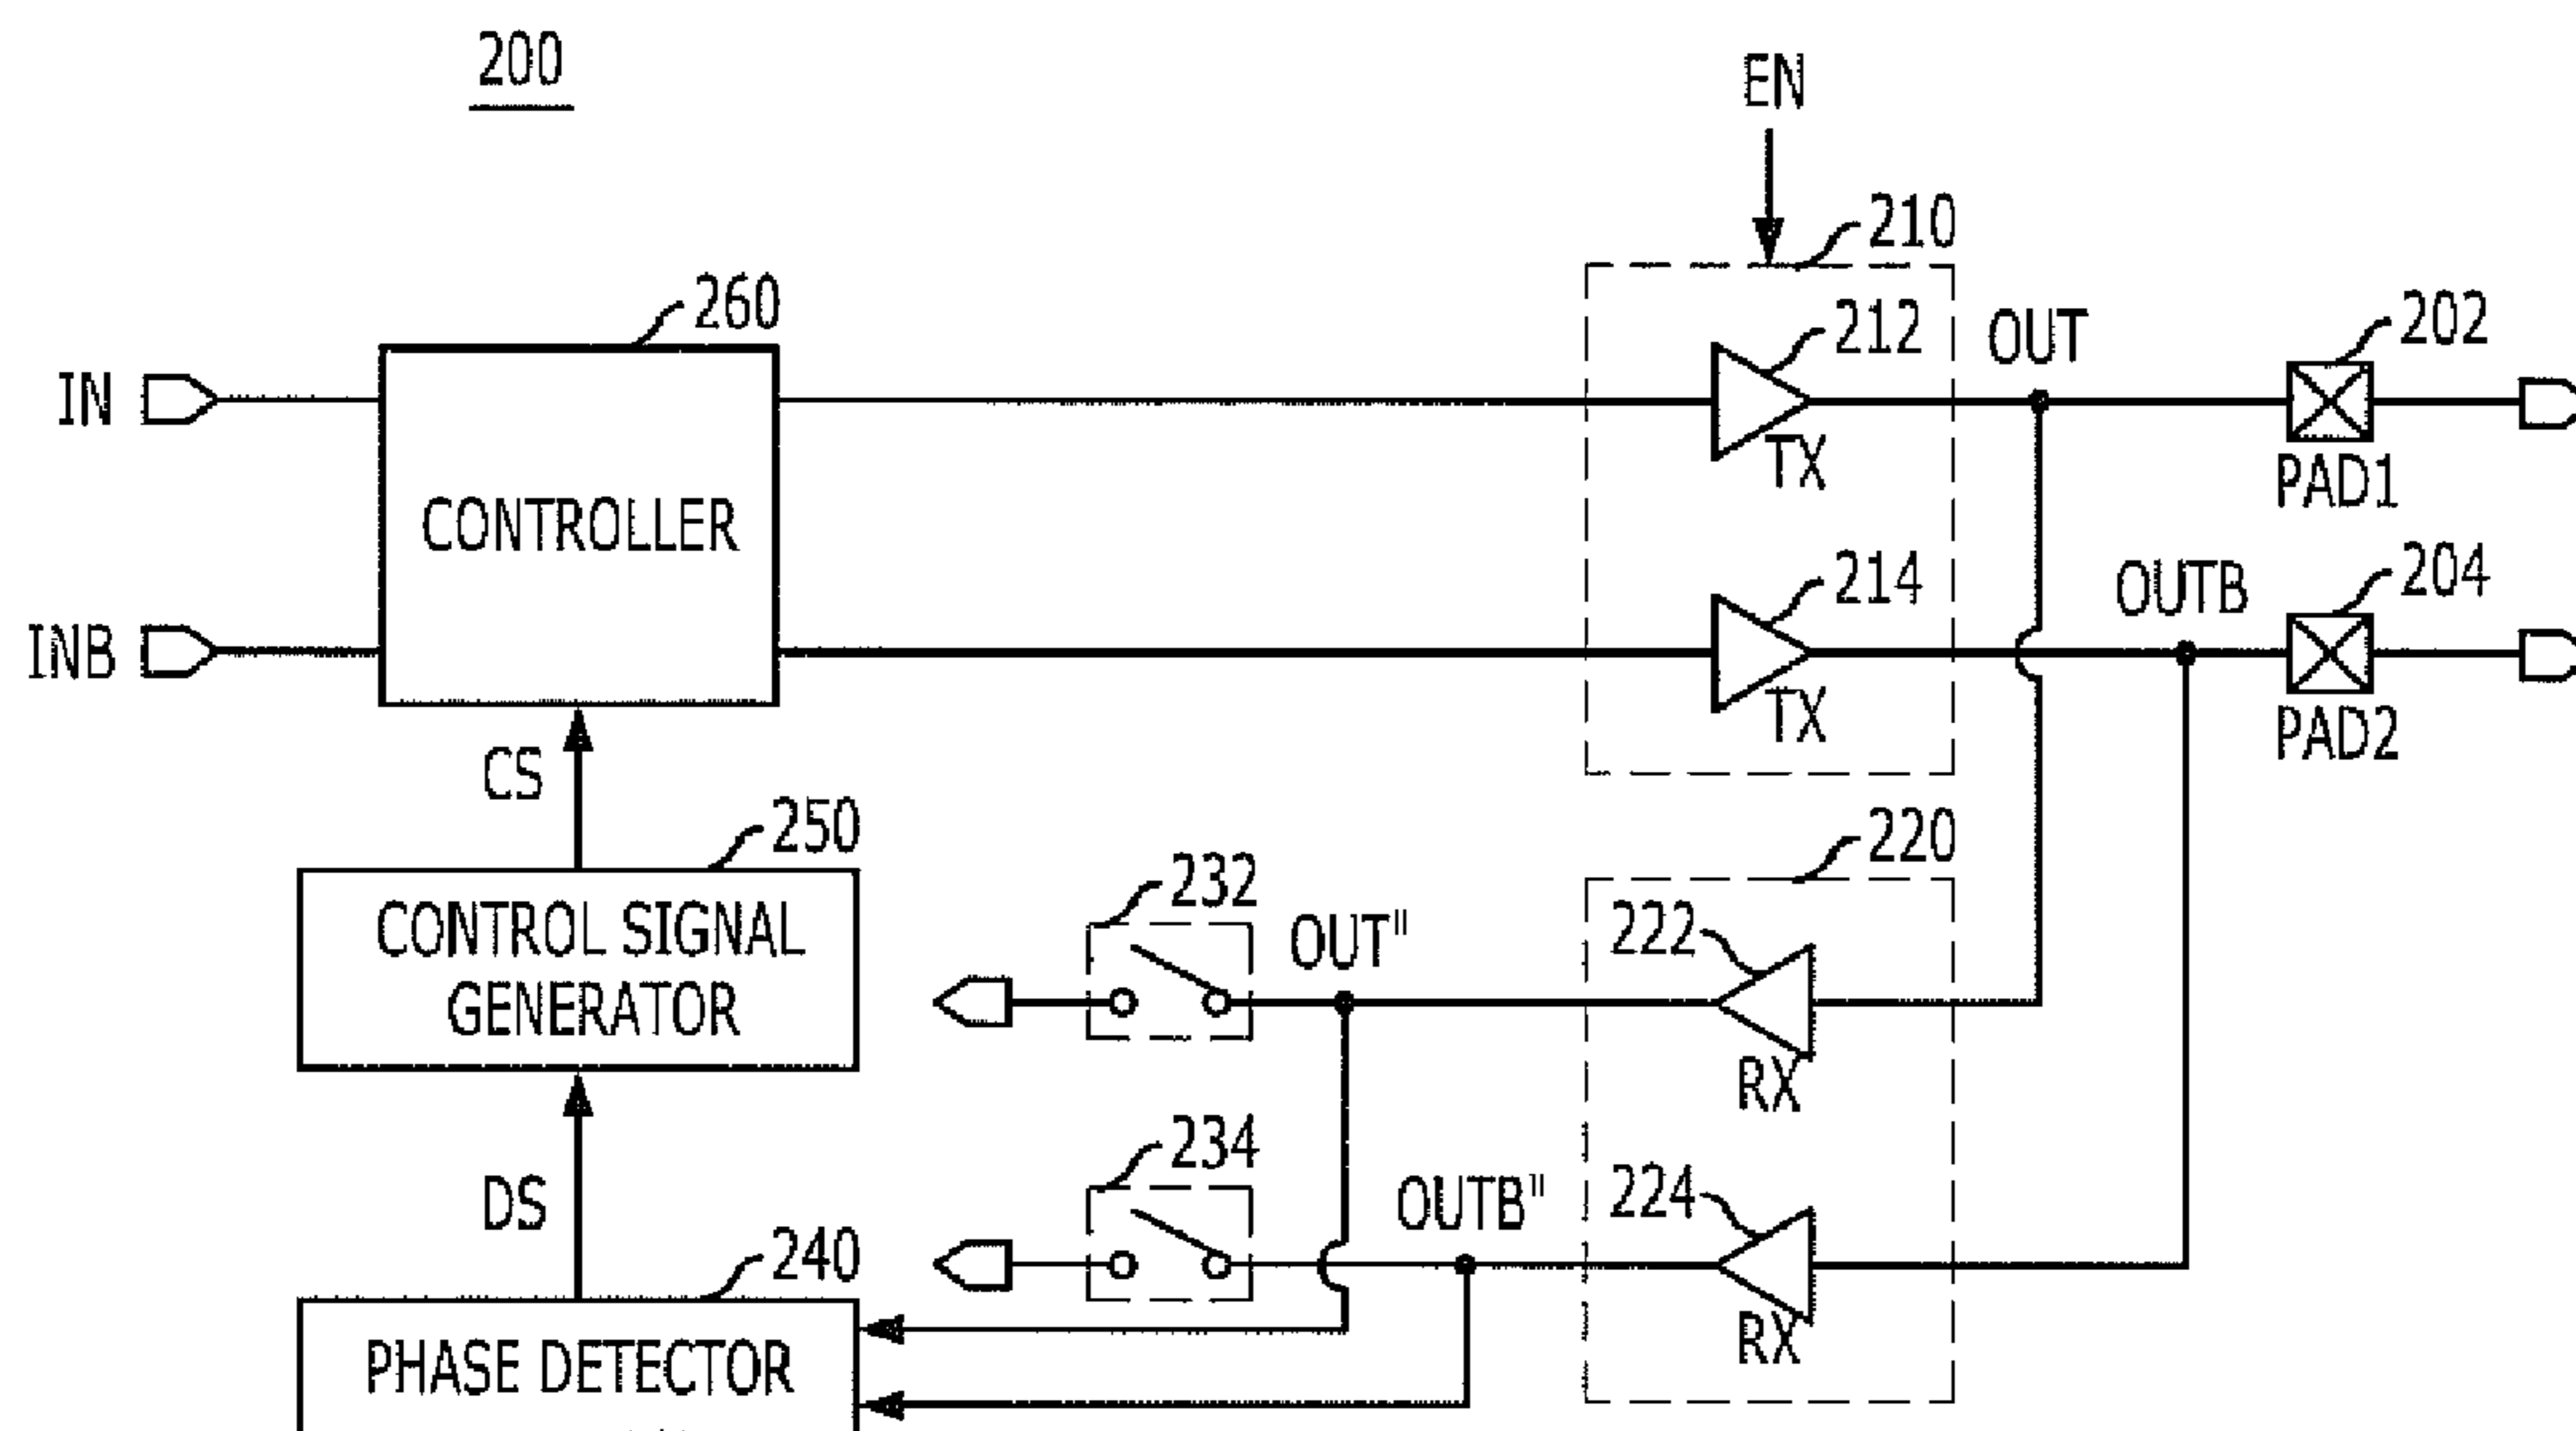 200
EN
210
260
212
OUT
202
IN
TX
PAD1
CONTROLLER
214
OUTB
204
INB
TX
PAD2
CS
250
220
232
OUT"
222
CONTROL SIGNAL
GENERATOR
RX
234
OUTB"
224
DS
240
RX
PHASE DETECTOR